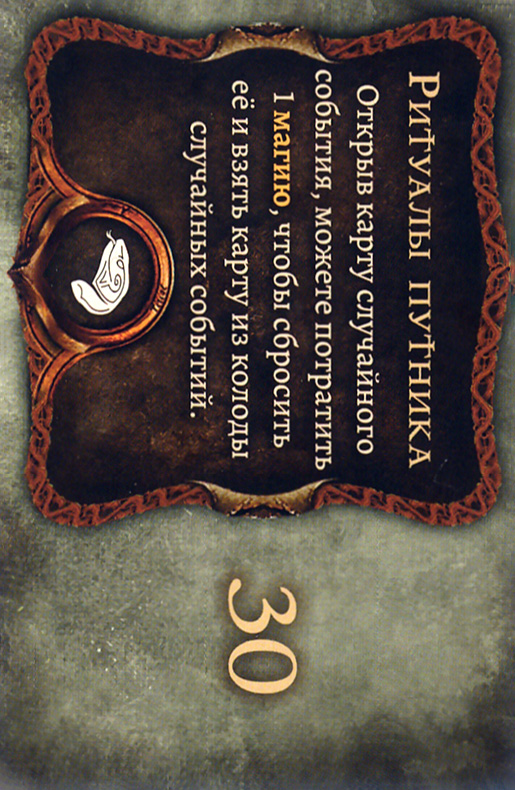 Ритуалы путника
Открыв карту случайного
события, можете потратить
1 магию, чтобы сбросить
её и взять карту из колоды
случайных событий.
30